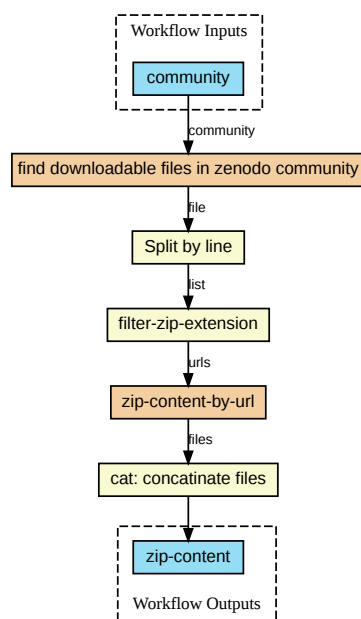 Workflow Inputs
community
community
find downloadable files in zenodo community
file
Split by line
list
filter-zip-extension
urls
zip-content-by-url
files
cat: concatinate files
zip-content
Workflow Outputs